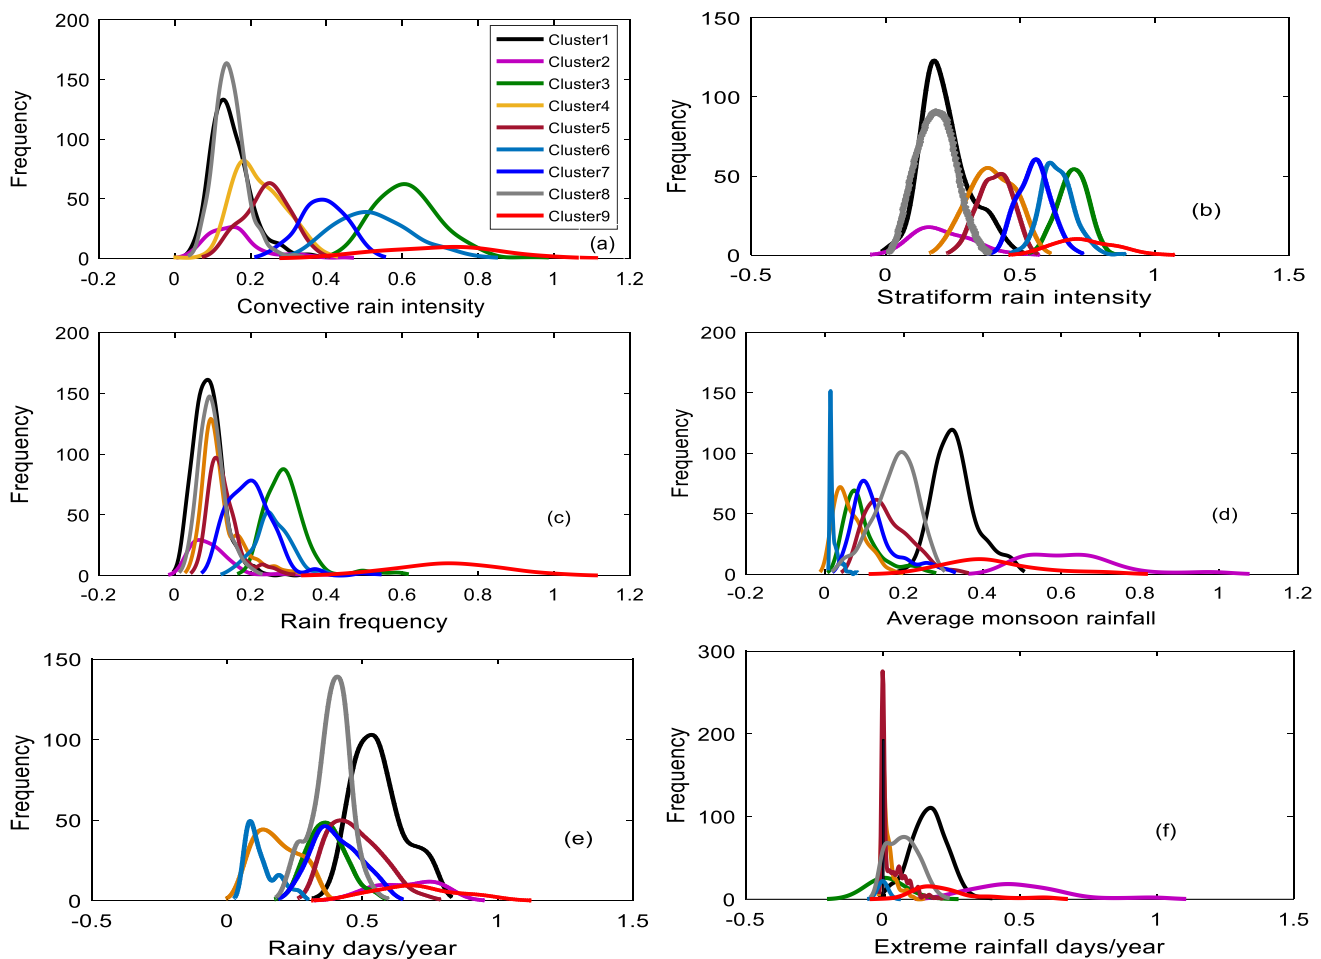 200
150
100
50
0
Frequency
-0.2
0
0.2
0.4
0.6
0.8
1
1.2
Convective rain intensity
Cluster1
Cluster2
Cluster3
Cluster4
Cluster5
Cluster6
Cluster7
Cluster8
Cluster9
(a)
150
100
50
0
Frequency
-0.5
0
0.5
1
1.5
Stratiform rain intensity
(b)
200
150
100
50
0
Frequency
-0.2
0
0.2
0.4
0.6
0.8
1
1.2
Rain frequency
(c)
200
150
100
50
0
Frequency
-0.2
0
0.2
0.4
0.6
0.8
1
1.2
Average monsoon rainfall
(d)
150
100
50
0
Frequency
-0.5
0
0.5
1
1.5
Rainy days/year
(e)
300
200
100
0
Frequency
-0.5
0
0.5
1
1.5
Extreme rainfall days/year
(f)